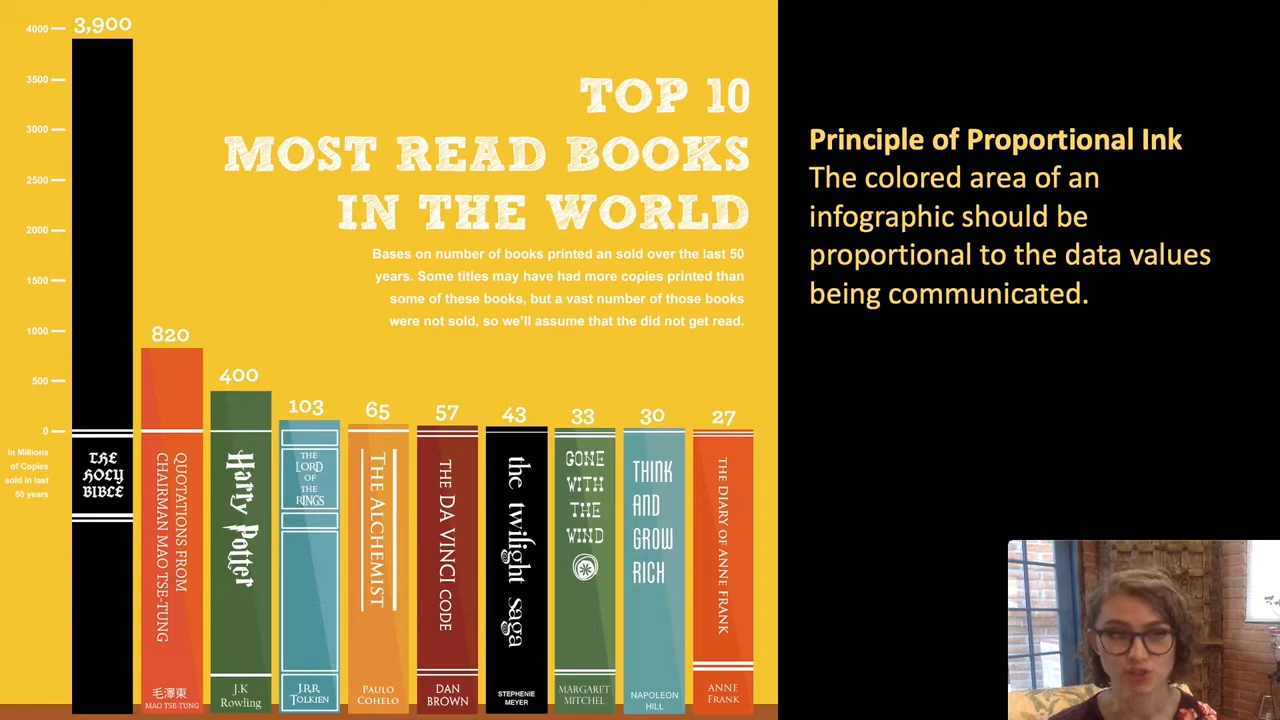 4000
3500
3000
2500
2000
1500
1000
500
0
In Millions
of Copies
sold in last
50 years
TOP 10
MOST READ BOOKS
IN THE WORLD
Bases on number of books printed an sold over the last 50
years. Some titles may have had more copies printed than
some of these books, but a vast number of those books
were not sold, so we'll assume that the did not get read.
3,900
THE
HOLY
BIBLE
820
QUOTATIONS FROM
CHAIRMAN MAO TSE-TUNG
毛澤東
MAO TSE-TUNG
400
Harry Potter
J.K
Rowling
103
THE
LORD
OF
THE
RINGS
J.R.R
TOLKIEN
65
THE ALCHEMIST
PAULO
COHELO
57
THE DA VINCI CODE
DAN
BROWN
43
the twilight saga
STEPHENIE
MEYER
33
GONE
WITH
THE
WIND
MARGARET
MITCHEL
30
THINK
AND
GROW
RICH
NAPOLEON
HILL
27
THE DIARY OF ANNE FRANK
ANNE
FRANK
Principle of Proportional Ink
The colored area of an
infographic should be
proportional to the data values
being communicated.